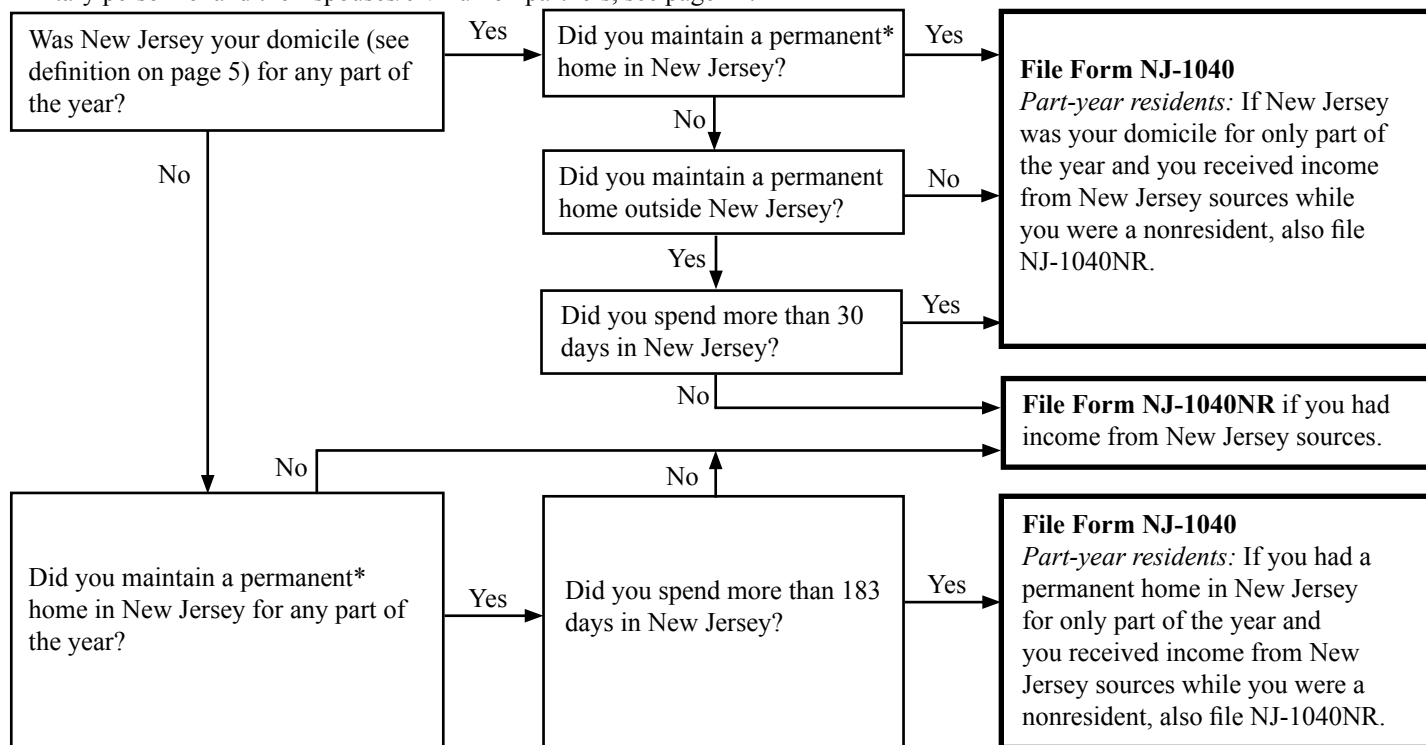 Was New Jersey your domicile (see
definition on page 5) for any part of
the year?
Yes
Did you maintain a permanent*
home in New Jersey?
Yes
File Form NJ-1040
Part-year residents: If New Jersey
was your domicile for only part of
the year and you received income
from New Jersey sources while
you were a nonresident, also file
NJ-1040NR.
No
No
Did you maintain a permanent
home outside New Jersey?
No
Yes
Did you spend more than 30
days in New Jersey?
Yes
No
File Form NJ-1040NR if you had
income from New Jersey sources.
No
No
Did you maintain a permanent*
home in New Jersey for any part of
the year?
Yes
Did you spend more than 183
days in New Jersey?
Yes
File Form NJ-1040
Part-year residents: If you had a
permanent home in New Jersey
for only part of the year and
you received income from New
Jersey sources while you were a
nonresident, also file NJ-1040NR.